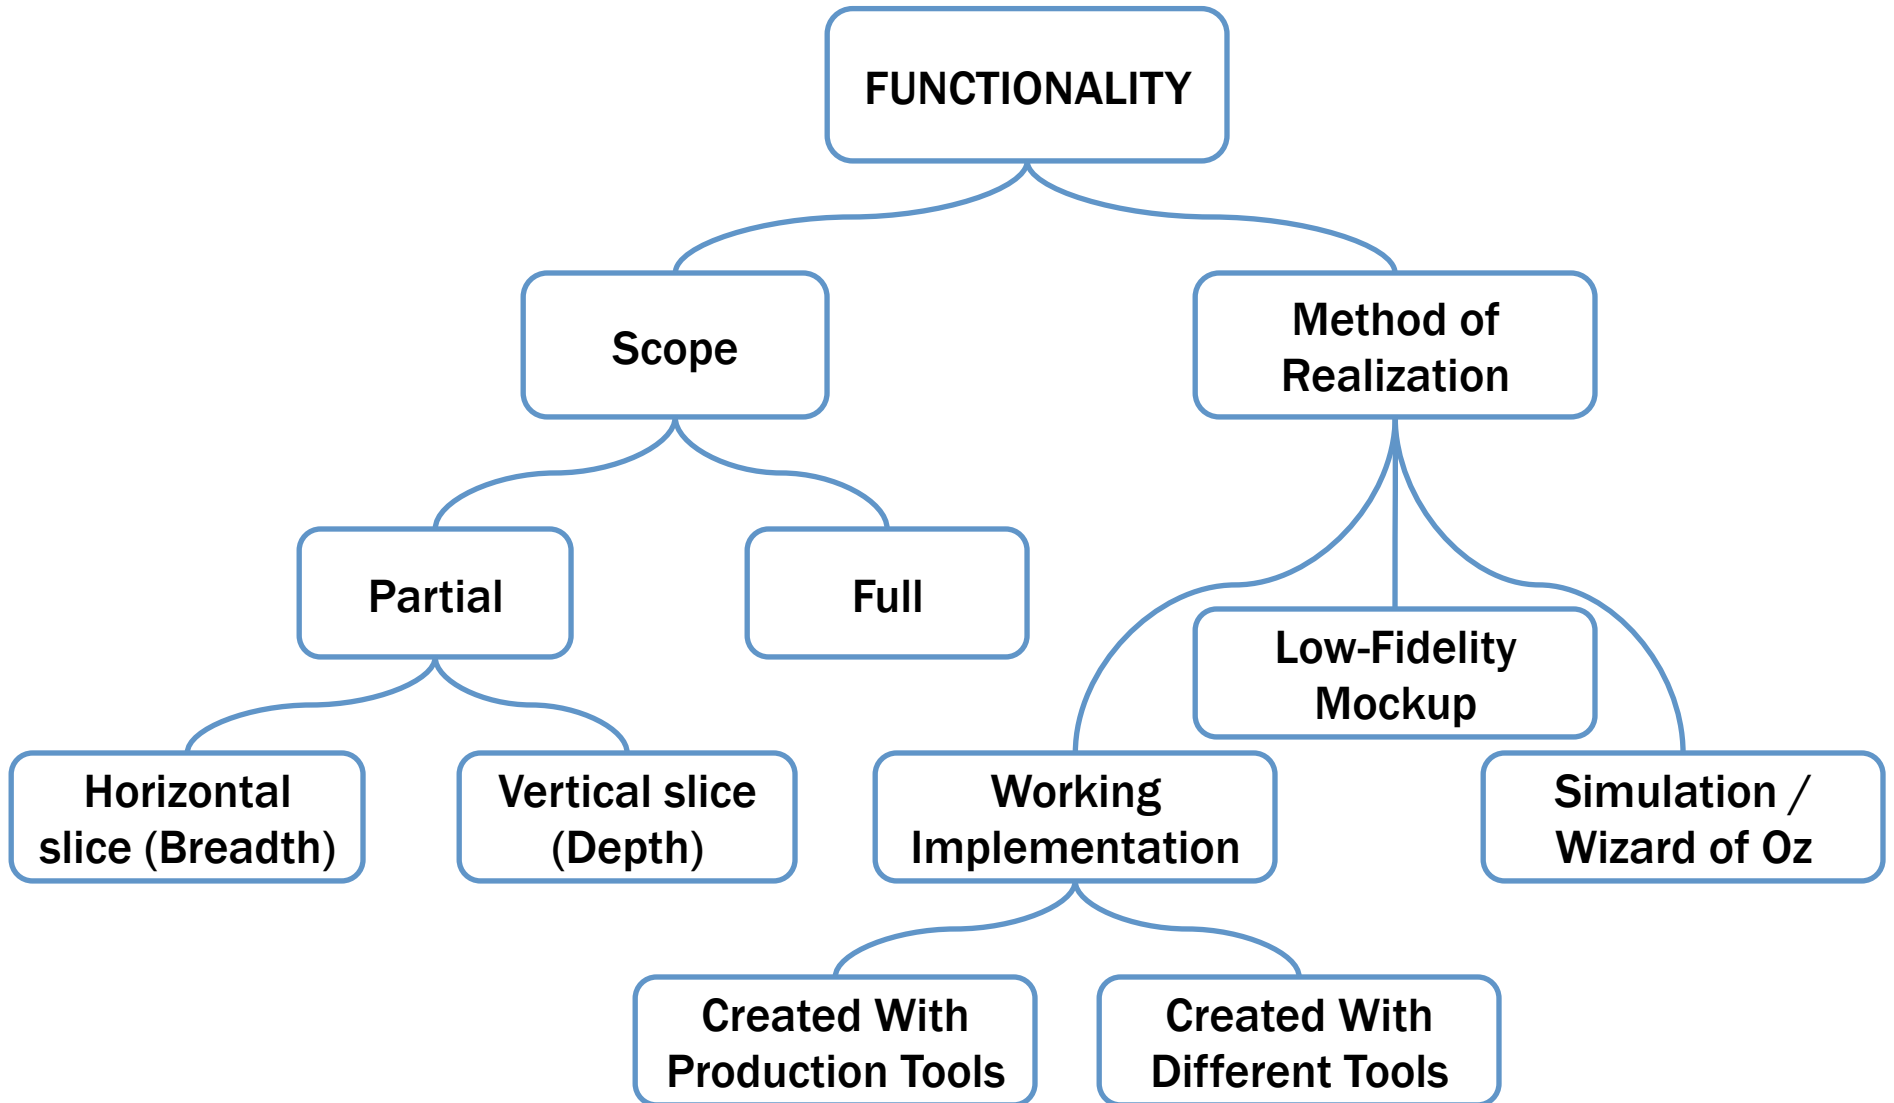 FUNCTIONALITY
Scope
Method of
Realization
Partial
Full
Low-Fidelity
Mockup
Horizontal
slice (Breadth)
Vertical slice
(Depth)
Working
Implementation
Simulation /
Wizard of Oz
Created With
Production Tools
Created With
Different Tools